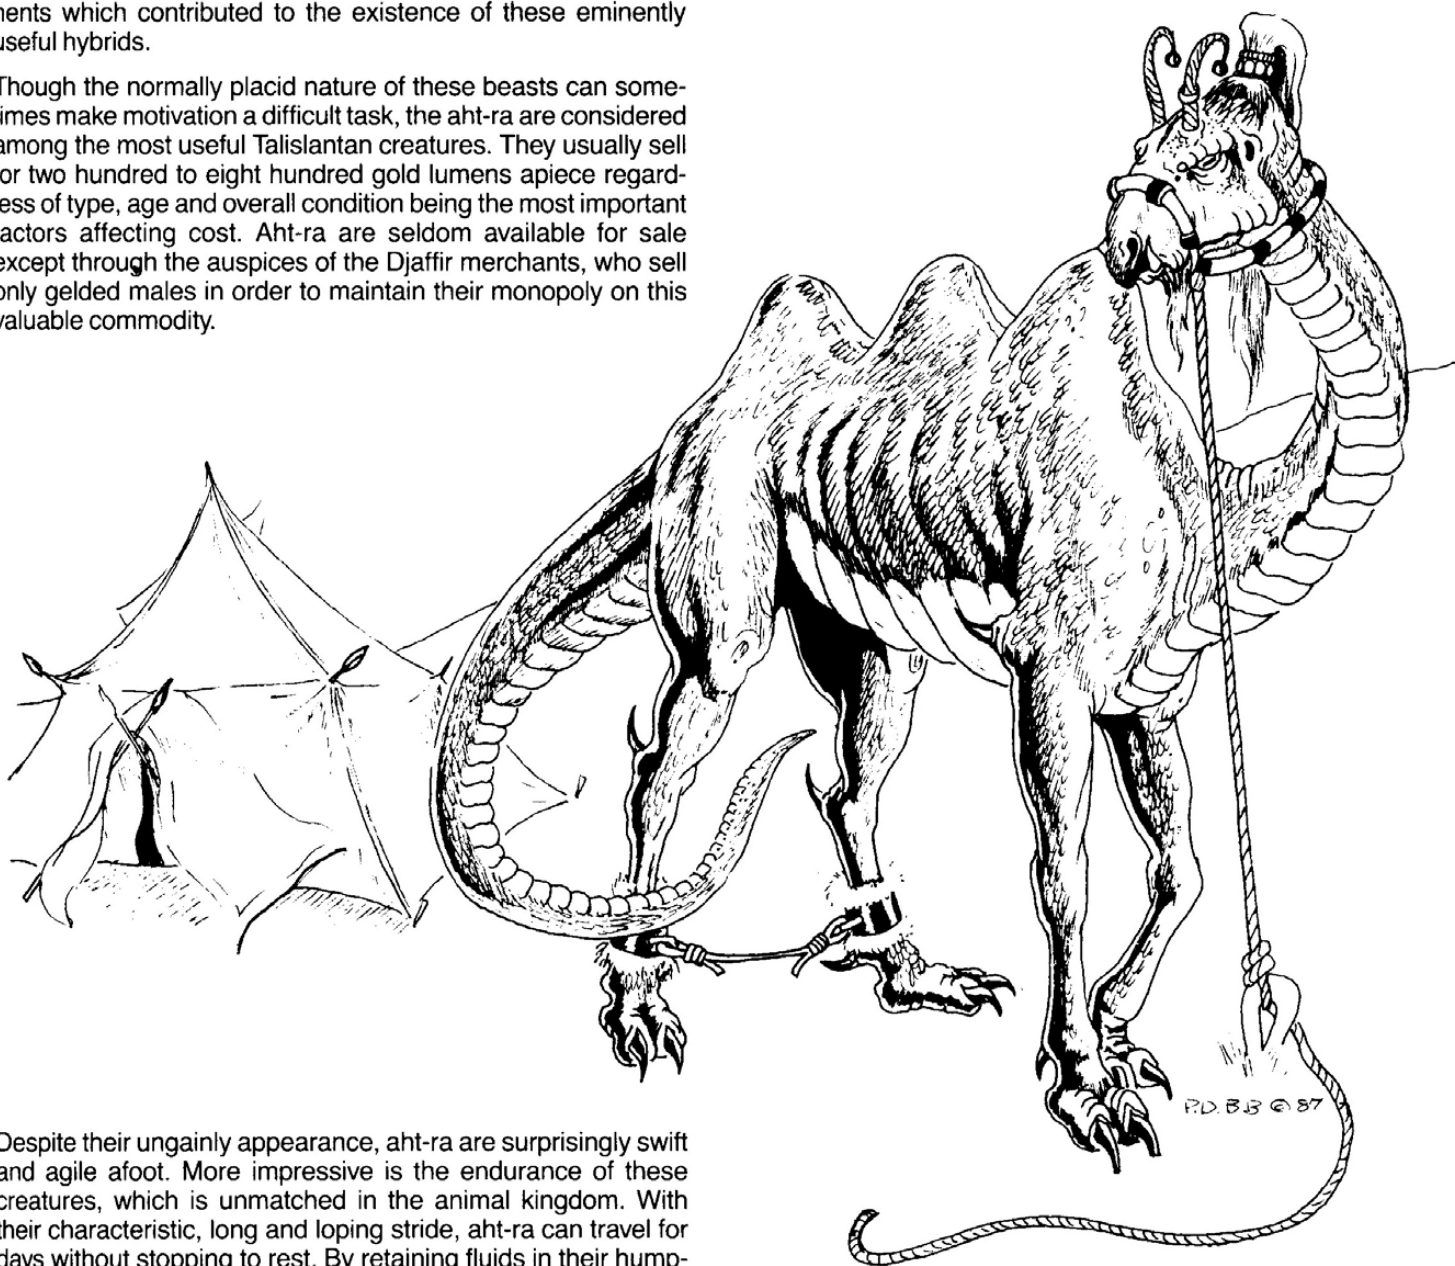 nents which contributed to the existence of these eminently
useful hybrids.
Though the normally placid nature of these beasts can some-
imes make motivation a difficult task, the aht-ra are considered
among the most useful Talislantan creatures. They usually sell
or two hundred to eight hundred gold lumens apiece regard-
ess of type, age and overall condition being the most important
actors affecting cost. Aht-ra are seldom available for sale
except through the auspices of the Djaffir merchants, who sell
only gelded males in order to maintain their monopoly on this
valuable commodity.
P.D. B.B © 87
Despite their ungainly appearance, aht-ra are surprisingly swift
and agile afoot. More impressive is the endurance of these
creatures, which is unmatched in the animal kingdom. With
their characteristic, long and loping stride, aht-ra can travel for
days without stopping to rest. By retaining fluids in their hump-